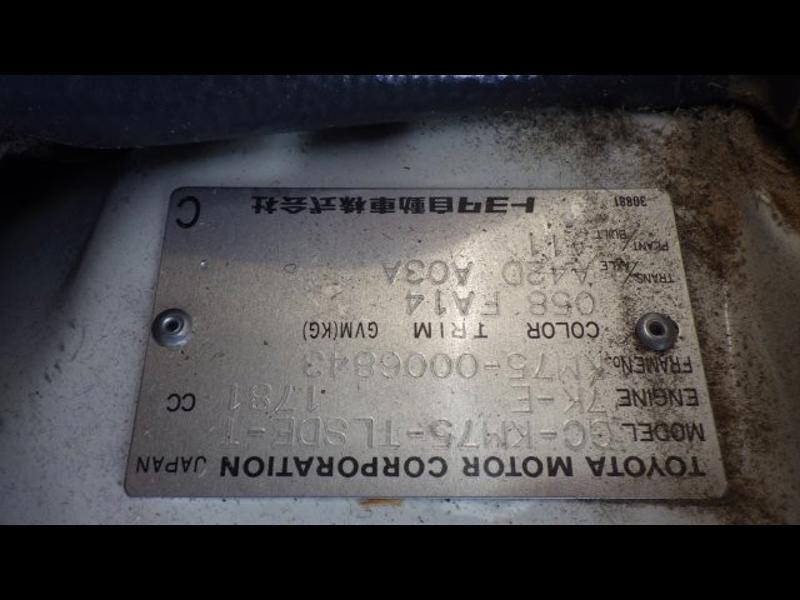 TOYOTA MOTOR CORPORATION JAPAN
MODEL GC-KM75-TLSDE-T
ENGINE 7K-E 1781 CC
FRAME No. KM75-0006843
COLOR TRIM GVM(KG)
058 FA14
TRANS/AXLE A42D A03A
PLANT/BUILT A11
30881 トヨタ自動車株式会社 C